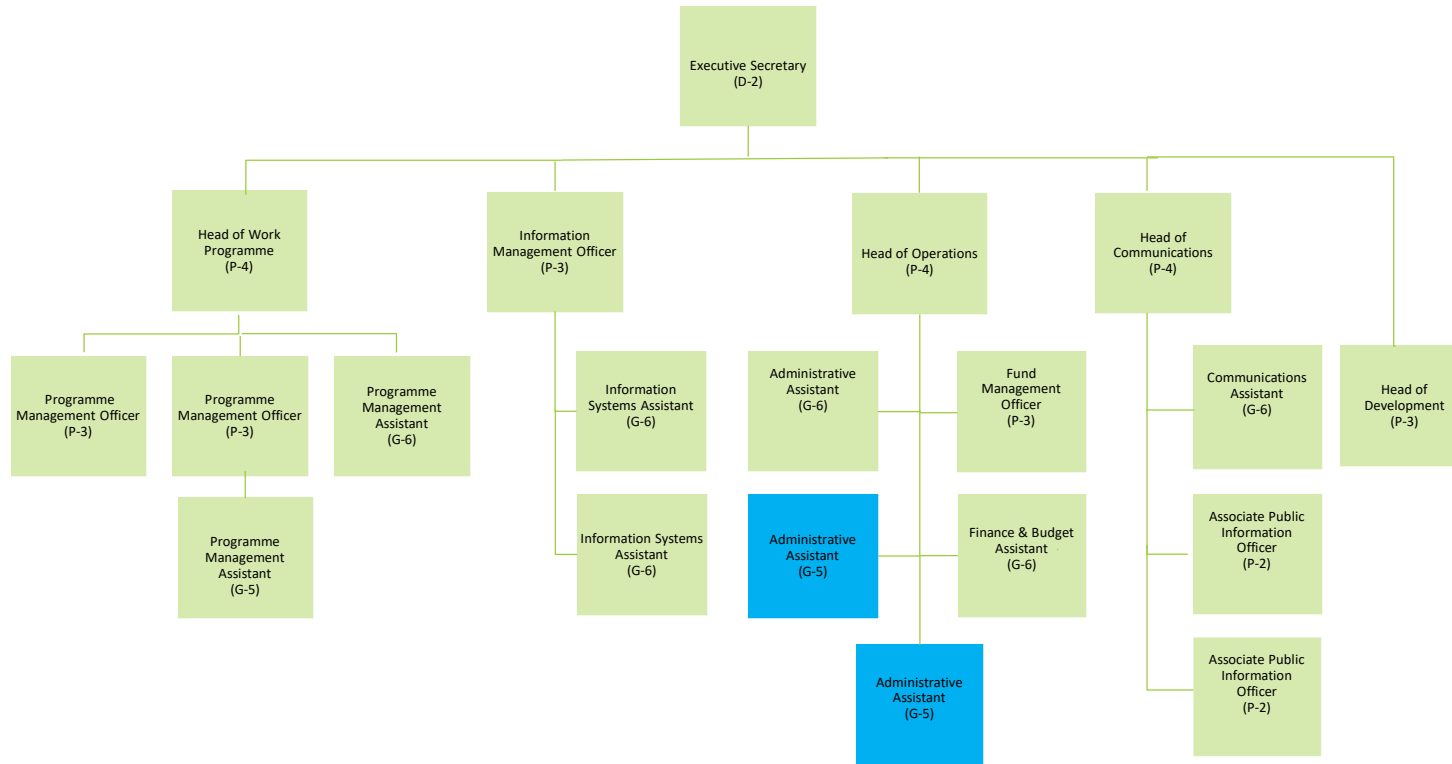 Executive Secretary
(D-2)
Head of Work
Programme
(P-4)
Information
Management Officer
(P-3)
Head of Operations
(P-4)
Head of
Communications
(P-4)
Programme
Management Officer
(P-3)
Programme
Management Officer
(P-3)
Programme
Management
Assistant
(G-6)
Information
Systems Assistant
(G-6)
Administrative
Assistant
(G-6)
Fund
Management
Officer
(P-3)
Communications
Assistant
(G-6)
Head of
Development
(P-3)
Programme
Management
Assistant
(G-5)
Information Systems
Assistant
(G-6)
Administrative
Assistant
(G-5)
Finance & Budget
Assistant
(G-6)
Associate Public
Information
Officer
(P-2)
Administrative
Assistant
(G-5)
Associate Public
Information
Officer
(P-2)